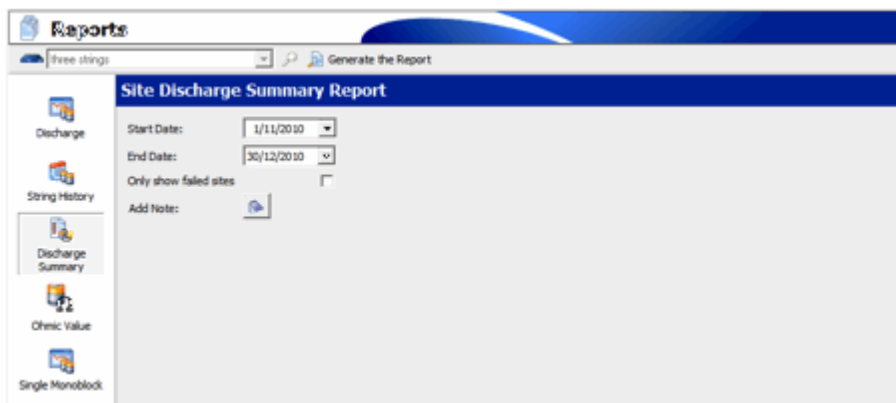 Reports
three strings
Generate the Report
Site Discharge Summary Report
Discharge
String History
Discharge
Summary
Ohmic Value
Single Monoblock
Start Date: 1/11/2010
End Date: 30/12/2010
Only show failed sites
Add Note: